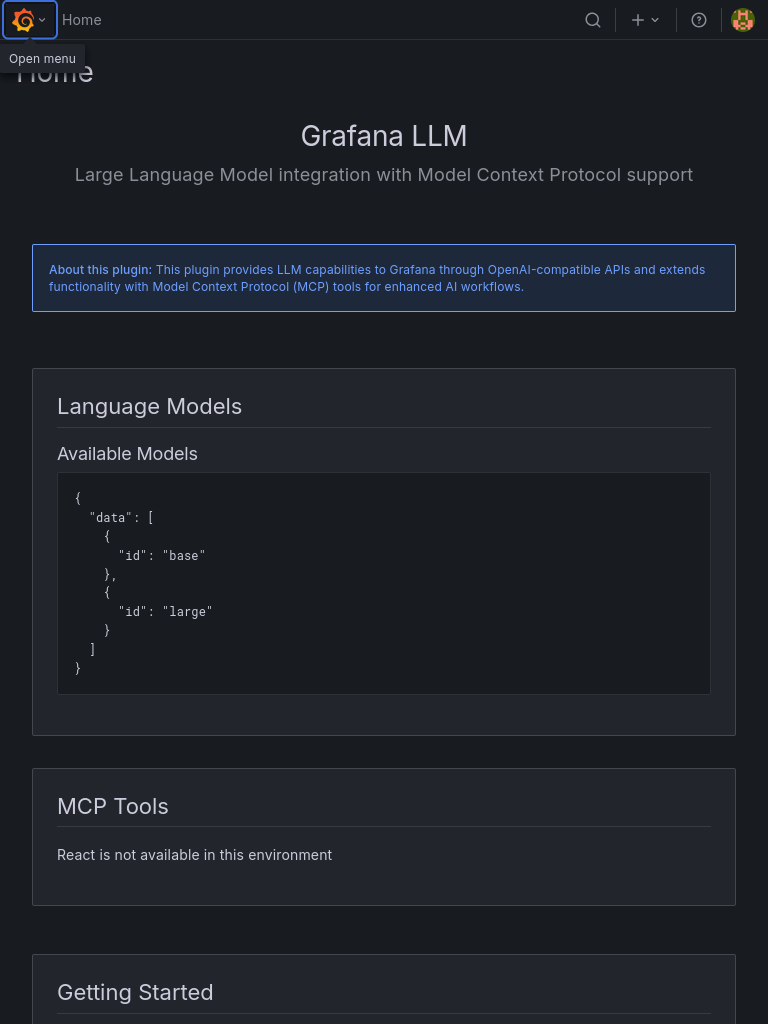 Home
Open menu
Home
Grafana LLM
Large Language Model integration with Model Context Protocol support
About this plugin: This plugin provides LLM capabilities to Grafana through OpenAI-compatible APIs and extends
functionality with Model Context Protocol (MCP) tools for enhanced AI workflows.
Language Models
Available Models
{
  "data": [
    {
      "id": "base"
    },
    {
      "id": "large"
    }
  ]
}
MCP Tools
React is not available in this environment
Getting Started